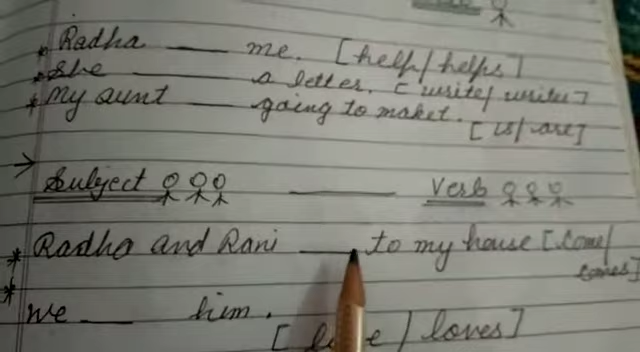 * Radha ___ me. [help/helps]
* She ___ a letter. [write/writes]
* My aunt ___ going to market.
[is/are]
→ Subject ___ Verb
* Radha and Rani ___ to my house [come/
comes]
*
We ___ him.
[ / loves]